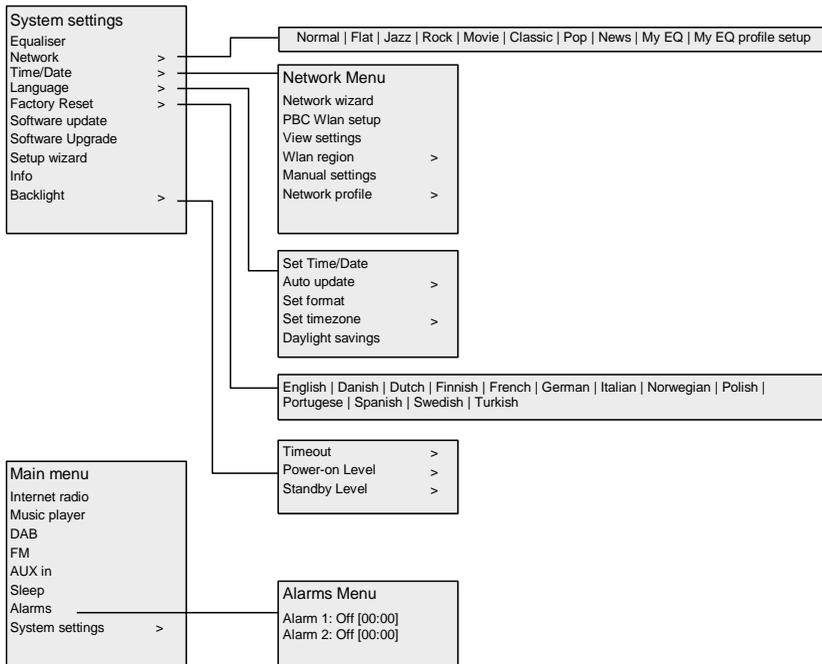 System settings
Equaliser
Network >
Time/Date >
Language >
Factory Reset >
Software update
Software Upgrade
Setup wizard
Info
Backlight >
Normal | Flat | Jazz | Rock | Movie | Classic | Pop | News | My EQ | My EQ profile setup
Network Menu
Network wizard
PBC Wlan setup
View settings
Wlan region >
Manual settings
Network profile >
Set Time/Date
Auto update >
Set format
Set timezone >
Daylight savings
English | Danish | Dutch | Finnish | French | German | Italian | Norwegian | Polish |
Portugese | Spanish | Swedish | Turkish
Timeout >
Power-on Level >
Standby Level >
Main menu
Internet radio
Music player
DAB
FM
AUX in
Sleep
Alarms
System settings >
Alarms Menu
Alarm 1: Off [00:00]
Alarm 2: Off [00:00]